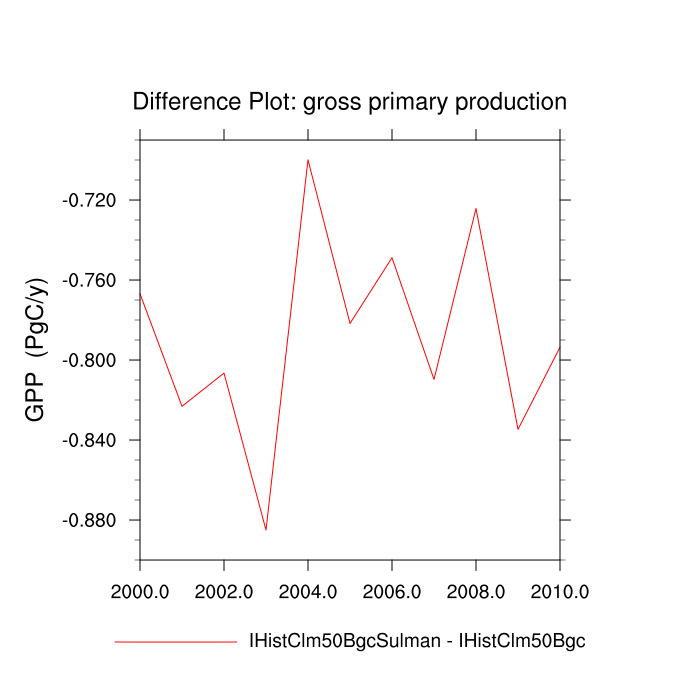 Difference Plot: gross primary production
GPP (PgC/y)
-0.720
-0.760
-0.800
-0.840
-0.880
2000.0 2002.0 2004.0 2006.0 2008.0 2010.0
IHistClm50BgcSulman - IHistClm50Bgc